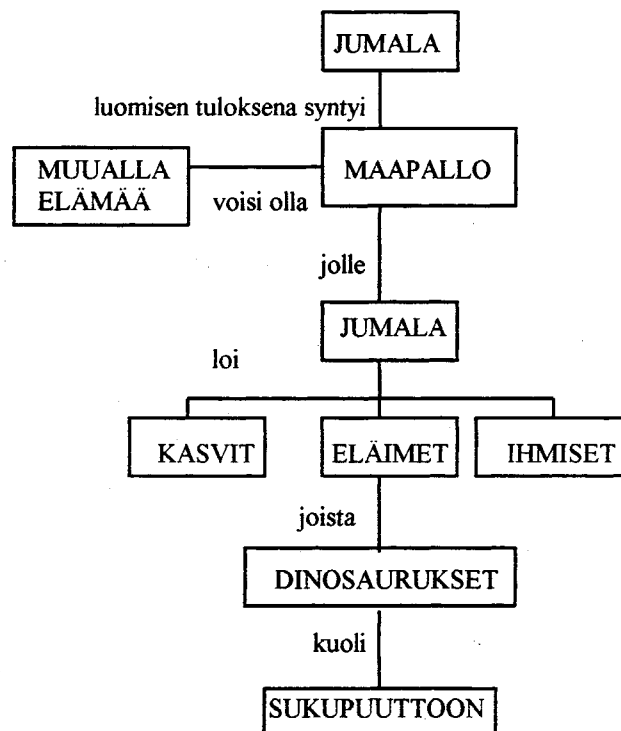 JUMALA
luomisen tuloksena syntyi
MUUALLA
ELÄMÄÄ
voisi olla
MAAPALLO
jolle
JUMALA
loi
KASVIT
ELÄIMET
IHMISET
joista
DINOSAURUKSET
kuoli
SUKUPUUTTOON